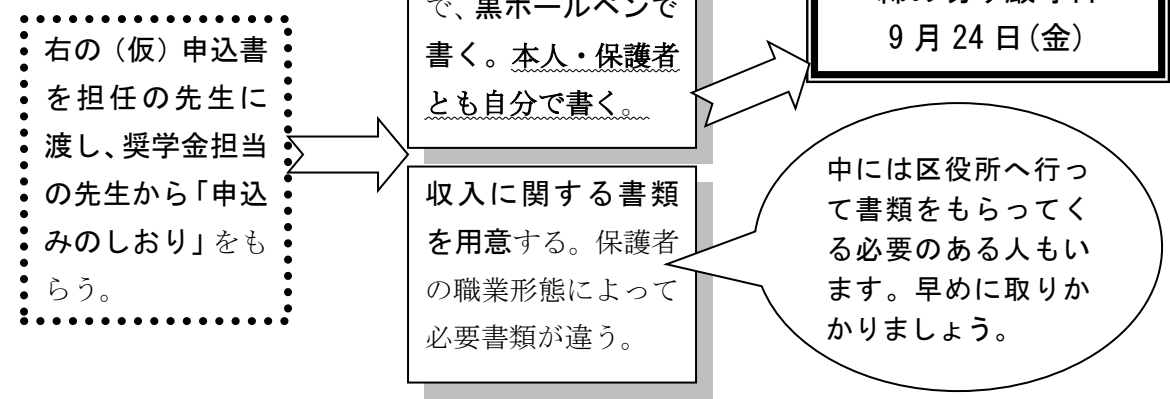 右の（仮）申込書
を担任の先生に
渡し、奨学金担当
の先生から「申込
みのしおり」をも
らう。
で、黒ボールペンで
書く。本人・保護者
とも自分で書く。
収入に関する書類
を用意する。保護者
の職業形態によって
必要書類が違う。
9月24日(金)
中には区役所へ行っ
て書類をもらってく
る必要のある人もい
ます。早めに取りか
かりましょう。